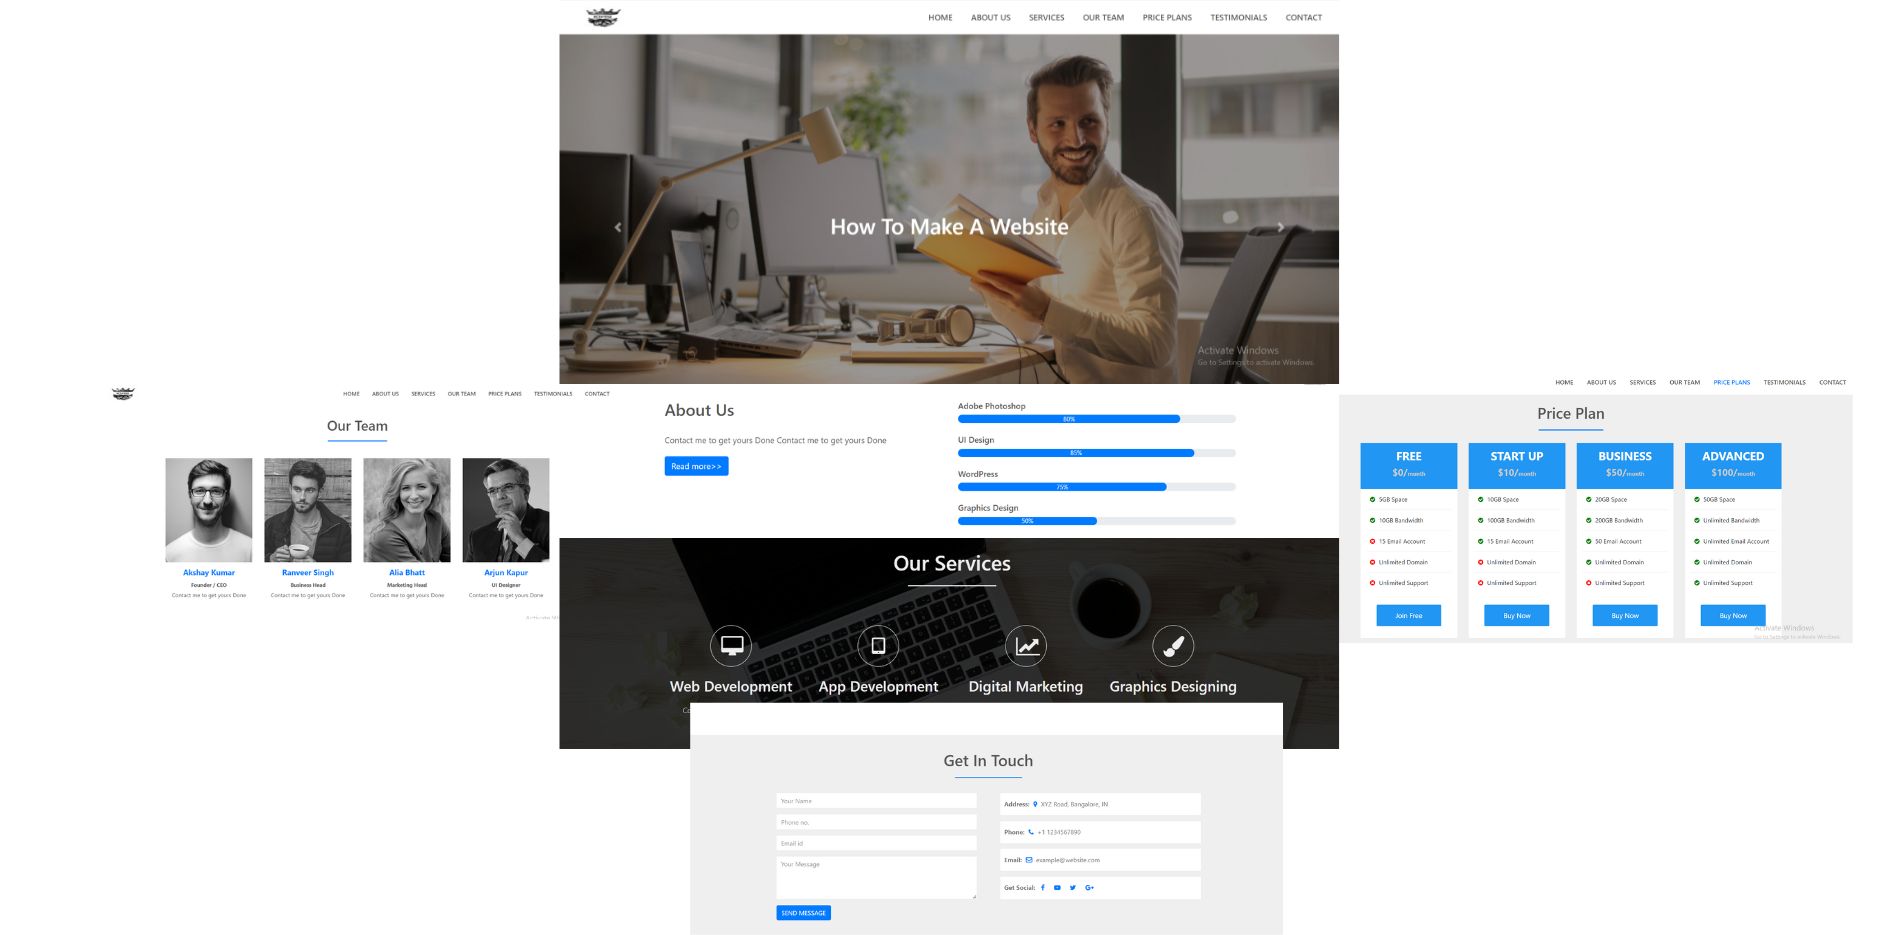 HOME ABOUT US SERVICES OUR TEAM PRICE PLANS TESTIMONIALS CONTACT
How To Make A Website
Activate Windows
Go to Settings to activate Windows.
HOME ABOUT US SERVICES OUR TEAM PRICE PLANS TESTIMONIALS CONTACT
Our Team
Akshay Kumar
Founder / CEO
Contact me to get yours Done
Ranveer Singh
Business Head
Contact me to get yours Done
Alia Bhatt
Marketing Head
Contact me to get yours Done
Arjun Kapur
UI Designer
Contact me to get yours Done
About Us
Contact me to get yours Done Contact me to get yours Done
Read more>>
Adobe Photoshop
80%
UI Design
85%
WordPress
75%
Graphics Design
50%
HOME ABOUT US SERVICES OUR TEAM PRICE PLANS TESTIMONIALS CONTACT
Price Plan
FREE
$0/month
5GB Space
10GB Bandwidth
15 Email Account
Unlimited Domain
Unlimited Support
Join Free
START UP
$10/month
10GB Space
100GB Bandwidth
15 Email Account
Unlimited Domain
Unlimited Support
Buy Now
BUSINESS
$50/month
20GB Space
200GB Bandwidth
50 Email Account
Unlimited Domain
Unlimited Support
Buy Now
ADVANCED
$100/month
50GB Space
Unlimited Bandwidth
Unlimited Email Account
Unlimited Domain
Unlimited Support
Buy Now
Activate Windows
Go to Settings to activate Windows.
Our Services
Web Development
App Development
Digital Marketing
Graphics Designing
Get In Touch
Your Name
Phone no.
Email id
Your Message
SEND MESSAGE
Address: XYZ Road, Bangalore, IN
Phone: +1 1234567890
Email: example@website.com
Get Social: